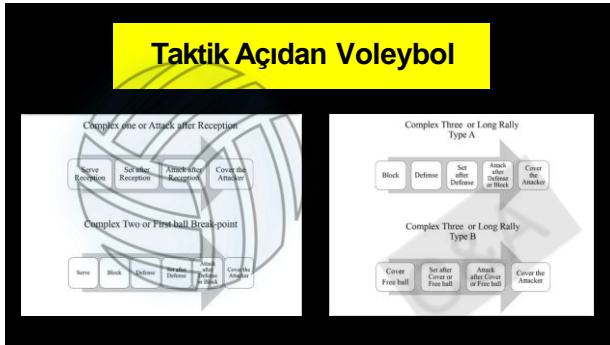 Taktik Açıdan Voleybol
Complex one or Attack after Reception
Serve
Reception
Set after
Reception
Attack after
Reception
Cover the
Attacker
Complex Two or First ball Break-point
Serve
Block
Defense
Set after
Defense
Attack
after
Defense
or Block
Cover the
Attacker
Complex Three or Long Rally
Type A
Block
Defense
Set
after
Defense
Attack
after
Defense
or Block
Cover
the
Attacker
Complex Three or Long Rally
Type B
Cover
Free ball
Set after
Cover or
Free ball
Attack
after Cover
or Free ball
Cover the
Attacker